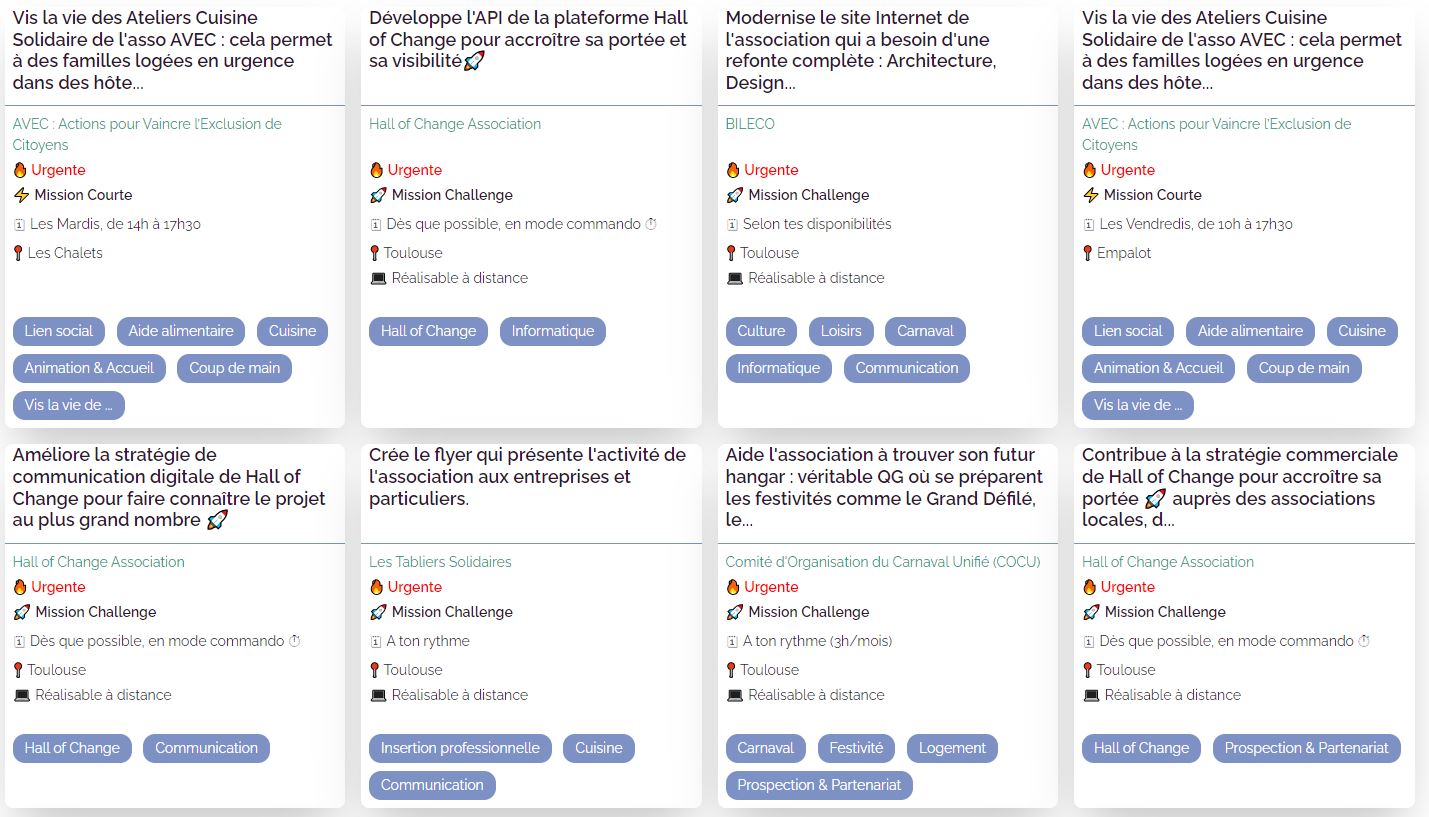 Vis la vie des Ateliers Cuisine
Solidaire de l'asso AVEC : cela permet
à des familles logées en urgence
dans des hôte...
AVEC : Actions pour Vaincre l'Exclusion de
Citoyens
🔥 Urgente
⚡ Mission Courte
🗓 Les Mardis, de 14h à 17h30
📍 Les Chalets
Lien social Aide alimentaire Cuisine
Animation & Accueil Coup de main
Vis la vie de ...
Développe l'API de la plateforme Hall
of Change pour accroître sa portée et
sa visibilité🚀
Hall of Change Association
🔥 Urgente
🚀 Mission Challenge
🗓 Dès que possible, en mode commando ⏱
📍 Toulouse
💻 Réalisable à distance
Hall of Change Informatique
Modernise le site Internet de
l'association qui a besoin d'une
refonte complète : Architecture,
Design...
BILECO
🔥 Urgente
🚀 Mission Challenge
🗓 Selon tes disponibilités
📍 Toulouse
💻 Réalisable à distance
Culture Loisirs Carnaval
Informatique Communication
Vis la vie des Ateliers Cuisine
Solidaire de l'asso AVEC : cela permet
à des familles logées en urgence
dans des hôte...
AVEC : Actions pour Vaincre l'Exclusion de
Citoyens
🔥 Urgente
⚡ Mission Courte
🗓 Les Vendredis, de 10h à 17h30
📍 Empalot
Lien social Aide alimentaire Cuisine
Animation & Accueil Coup de main
Vis la vie de ...
Améliore la stratégie de
communication digitale de Hall of
Change pour faire connaître le projet
au plus grand nombre 🚀
Hall of Change Association
🔥 Urgente
🚀 Mission Challenge
🗓 Dès que possible, en mode commando ⏱
📍 Toulouse
💻 Réalisable à distance
Hall of Change Communication
Crée le flyer qui présente l'activité de
l'association aux entreprises et
particuliers.
Les Tabliers Solidaires
🔥 Urgente
🚀 Mission Challenge
🗓 A ton rythme
📍 Toulouse
💻 Réalisable à distance
Insertion professionnelle Cuisine
Communication
Aide l'association à trouver son futur
hangar : véritable QG où se préparent
les festivités comme le Grand Défilé,
le...
Comité d'Organisation du Carnaval Unifié (COCU)
🔥 Urgente
🚀 Mission Challenge
🗓 A ton rythme (3h/mois)
📍 Toulouse
💻 Réalisable à distance
Carnaval Festivité Logement
Prospection & Partenariat
Contribue à la stratégie commerciale
de Hall of Change pour accroître sa
portée 🚀 auprès des associations
locales, d...
Hall of Change Association
🔥 Urgente
🚀 Mission Challenge
🗓 Dès que possible, en mode commando ⏱
📍 Toulouse
💻 Réalisable à distance
Hall of Change Prospection & Partenariat